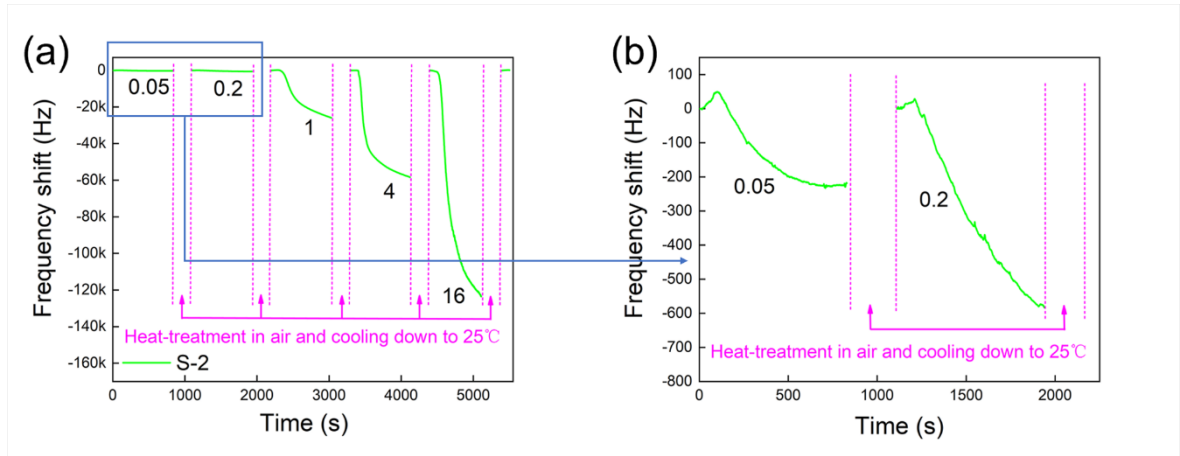 (a)
Frequency shift (Hz)
0
-20k
-40k
-60k
-80k
-100k
-120k
-140k
-160k
0.05
0.2
1
4
16
Heat-treatment in air and cooling down to 25℃
S-2
0
1000
2000
3000
4000
5000
Time (s)
(b)
Frequency shift (Hz)
100
0
-100
-200
-300
-400
-500
-600
-700
-800
0.05
0.2
Heat-treatment in air and cooling down to 25℃
0
500
1000
1500
2000
Time (s)